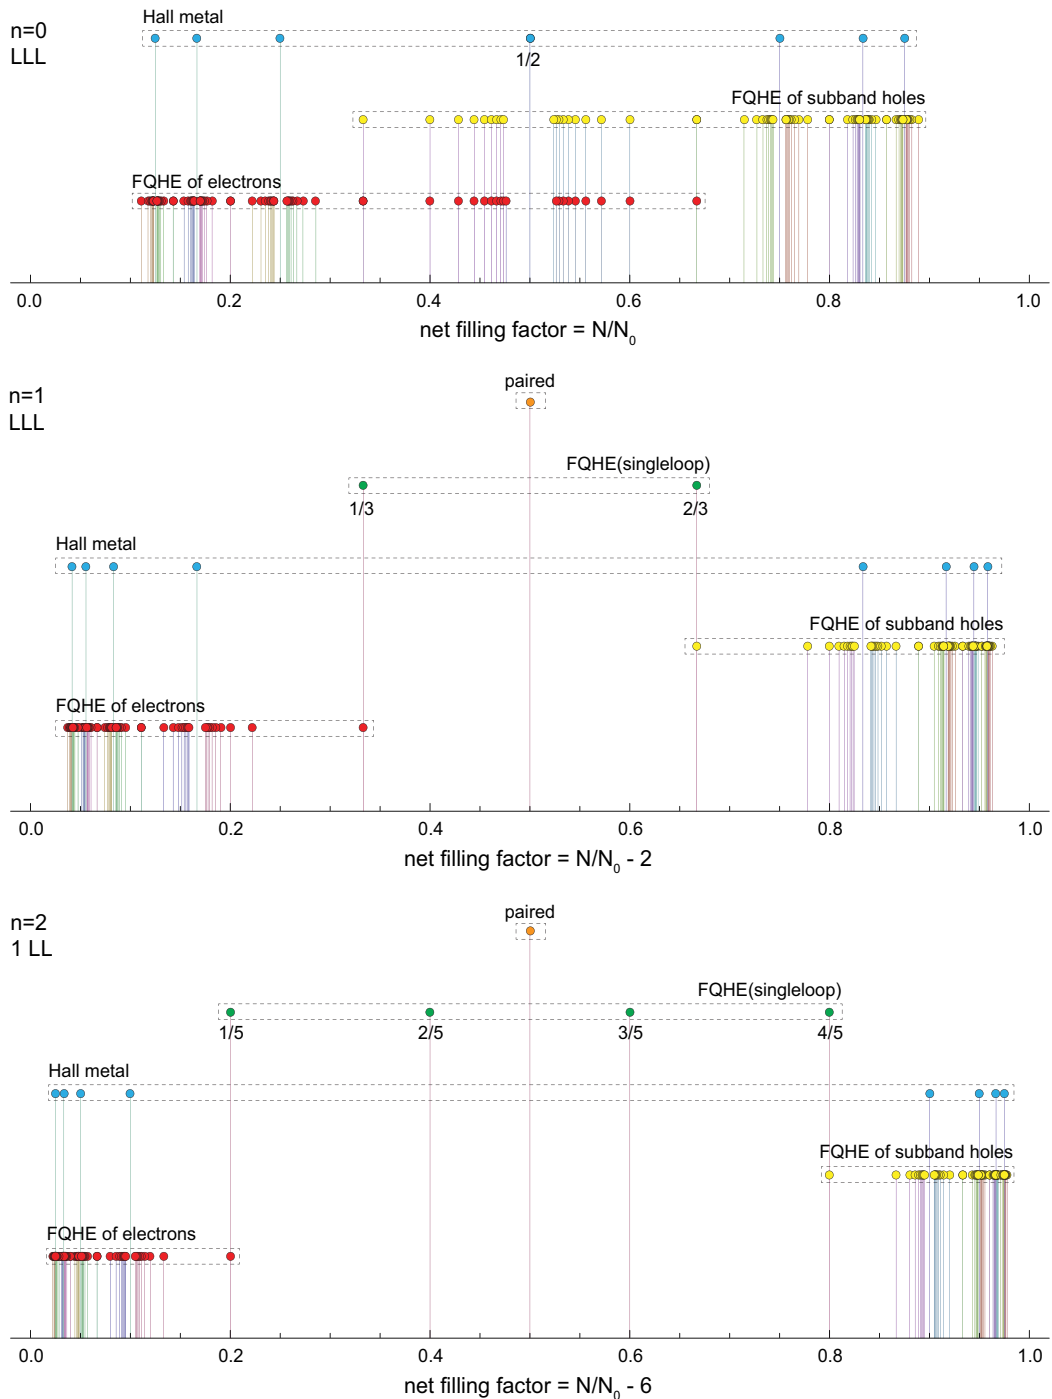 n=0
LLL
Hall metal
1/2
FQHE of subband holes
FQHE of electrons
0.0 0.2 0.4 0.6 0.8 1.0
net filling factor = N/N0
n=1
LLL
paired
FQHE(singleloop)
1/3 2/3
Hall metal
FQHE of subband holes
FQHE of electrons
0.0 0.2 0.4 0.6 0.8 1.0
net filling factor = N/N0 - 2
n=2
1 LL
paired
FQHE(singleloop)
1/5 2/5 3/5 4/5
Hall metal
FQHE of subband holes
FQHE of electrons
0.0 0.2 0.4 0.6 0.8 1.0
net filling factor = N/N0 - 6